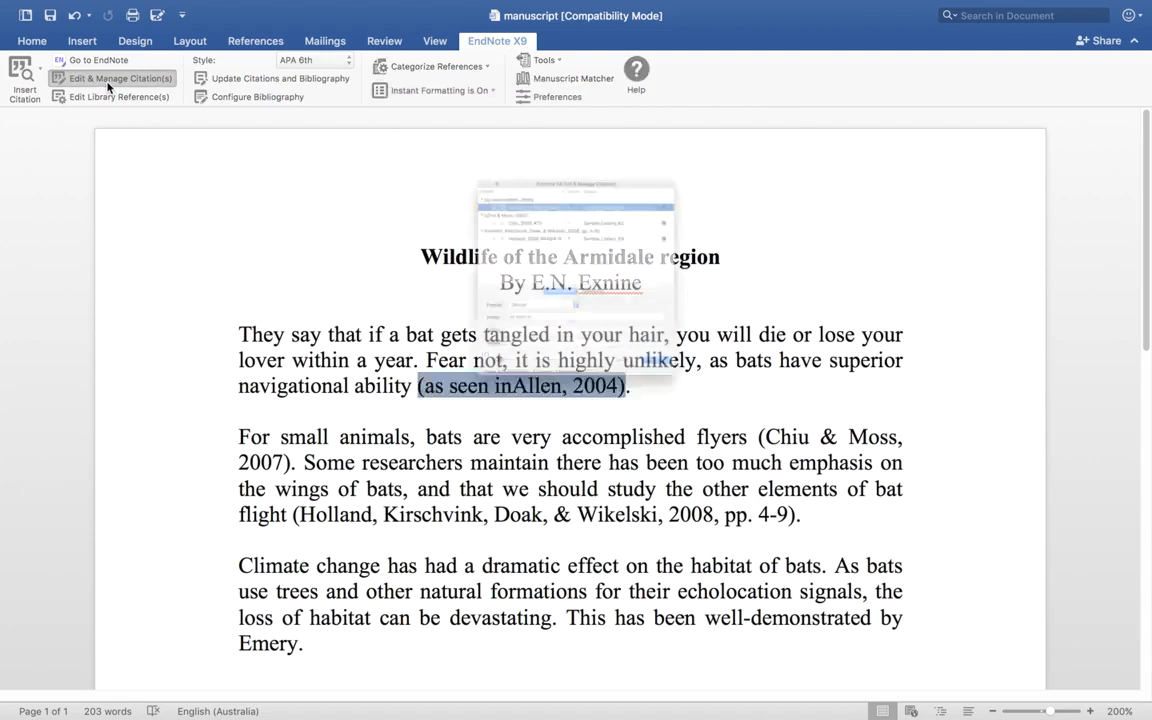 manuscript [Compatibility Mode]
Search in Document
Home Insert Design Layout References Mailings Review View EndNote X9
Share
Insert Citation
Go to EndNote
Edit & Manage Citation(s)
Edit Library Reference(s)
Style: APA 6th
Update Citations and Bibliography
Configure Bibliography
Categorize References
Instant Formatting is On
Tools
Manuscript Matcher
Preferences
Help
Wildlife of the Armidale region
By E.N. Exnine
They say that if a bat gets tangled in your hair, you will die or lose your
lover within a year. Fear not, it is highly unlikely, as bats have superior
navigational ability (as seen inAllen, 2004).
For small animals, bats are very accomplished flyers (Chiu & Moss,
2007). Some researchers maintain there has been too much emphasis on
the wings of bats, and that we should study the other elements of bat
flight (Holland, Kirschvink, Doak, & Wikelski, 2008, pp. 4-9).
Climate change has had a dramatic effect on the habitat of bats. As bats
use trees and other natural formations for their echolocation signals, the
loss of habitat can be devastating. This has been well-demonstrated by
Emery.
Page 1 of 1 203 words English (Australia) 200%